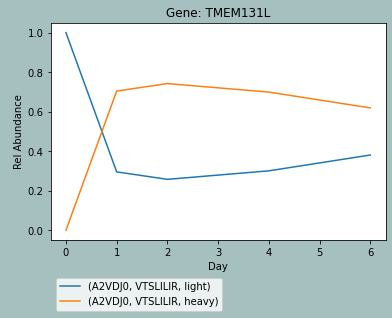 Gene: TMEM131L
1.0
0.8
0.6
0.4
0.2
0.0
Rel Abundance
0 1 2 3 4 5 6
Day
(A2VDJ0, VTSLILIR, light)
(A2VDJ0, VTSLILIR, heavy)